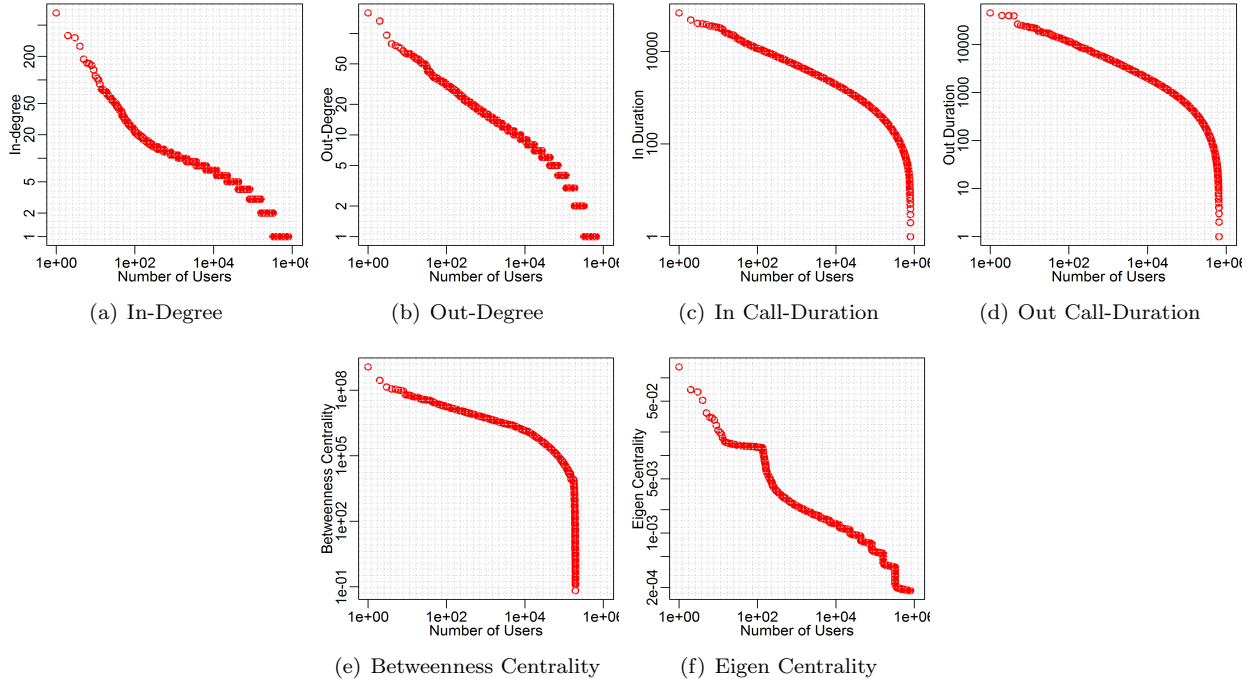 In-degree
1 2 5 10 20 50 200
1e+00 1e+02 1e+04 1e+06
Number of Users
(a) In-Degree
Out-Degree
1 2 5 10 20 50
1e+00 1e+02 1e+04 1e+06
Number of Users
(b) Out-Degree
In Duration
1 100 10000
1e+00 1e+02 1e+04 1e+06
Number of Users
(c) In Call-Duration
Out Duration
1 10 100 1000 10000
1e+00 1e+02 1e+04 1e+06
Number of Users
(d) Out Call-Duration
Betweenness Centrality
1e-01 1e+02 1e+05 1e+08
1e+00 1e+02 1e+04 1e+06
Number of Users
(e) Betweenness Centrality
Eigen Centrality
2e-04 1e-03 5e-03 5e-02
1e+00 1e+02 1e+04 1e+06
Number of Users
(f) Eigen Centrality